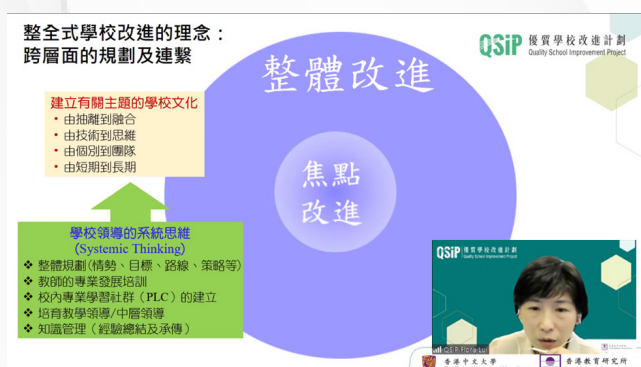 整全式學校改進的理念：
跨層面的規劃及連繫
QSIP 優質學校改進計劃
Quality School Improvement Project
整體改進
焦點
改進
建立有關主題的學校文化
• 由抽離到融合
• 由技術到思維
• 由個別到團隊
• 由短期到長期
學校領導的系統思維
(Systemic Thinking)
❖ 整體規劃(情勢、目標、路線、策略等)
❖ 教師的專業發展培訓
❖ 校內專業學習社群（PLC）的建立
❖ 培育教學領導/中層領導
❖ 知識管理（經驗總結及承傳）
QSIP 優質學校改進計劃
Quality School Improvement Project
QSIP Flora Lui
香港中文大學
香港教育研究所